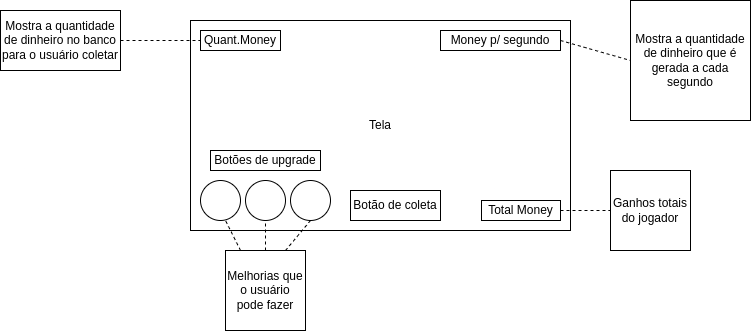 Mostra a quantidade
de dinheiro no banco
para o usuário coletar
Quant.Money
Money p/ segundo
Mostra a quantidade
de dinheiro que é
gerada a cada
segundo
Tela
Botões de upgrade
Botão de coleta
Total Money
Ganhos totais
do jogador
Melhorias que
o usuário
pode fazer